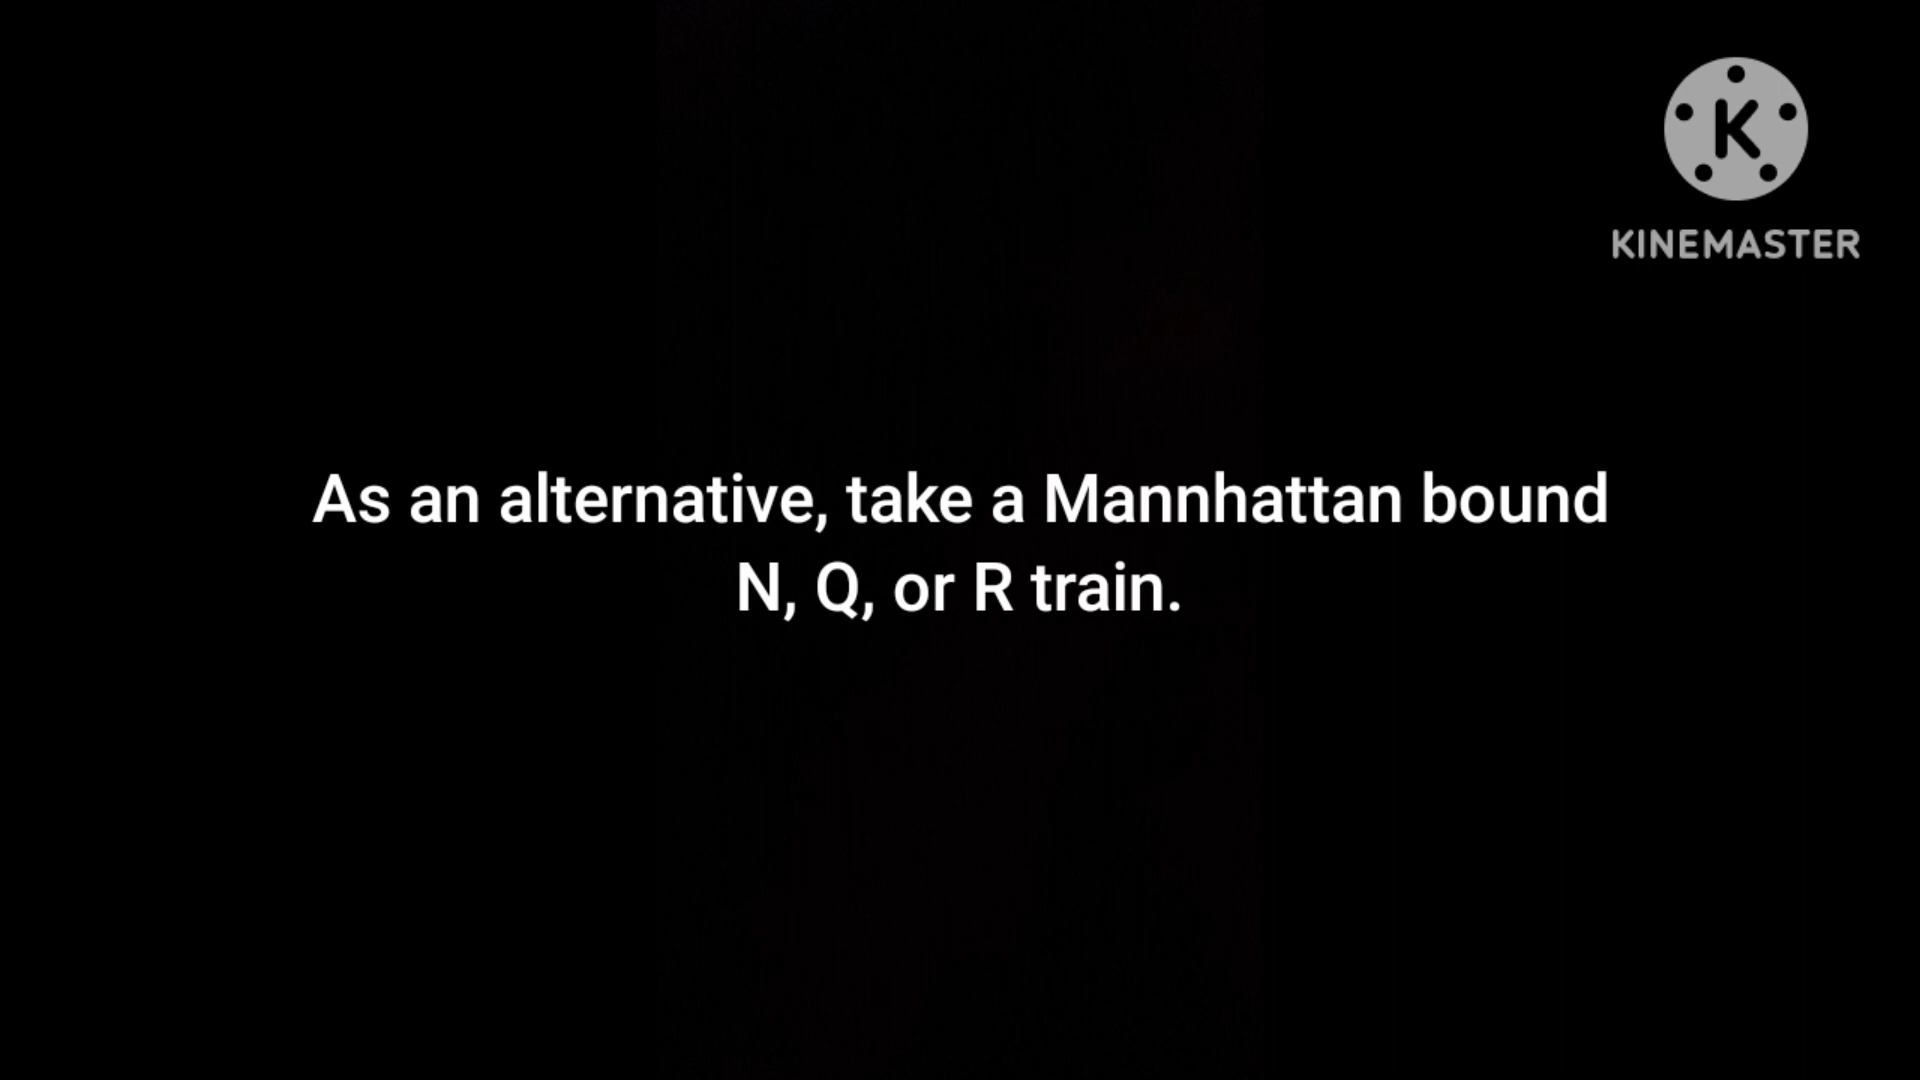 K
KINEMASTER
As an alternative, take a Mannhattan bound
N, Q, or R train.